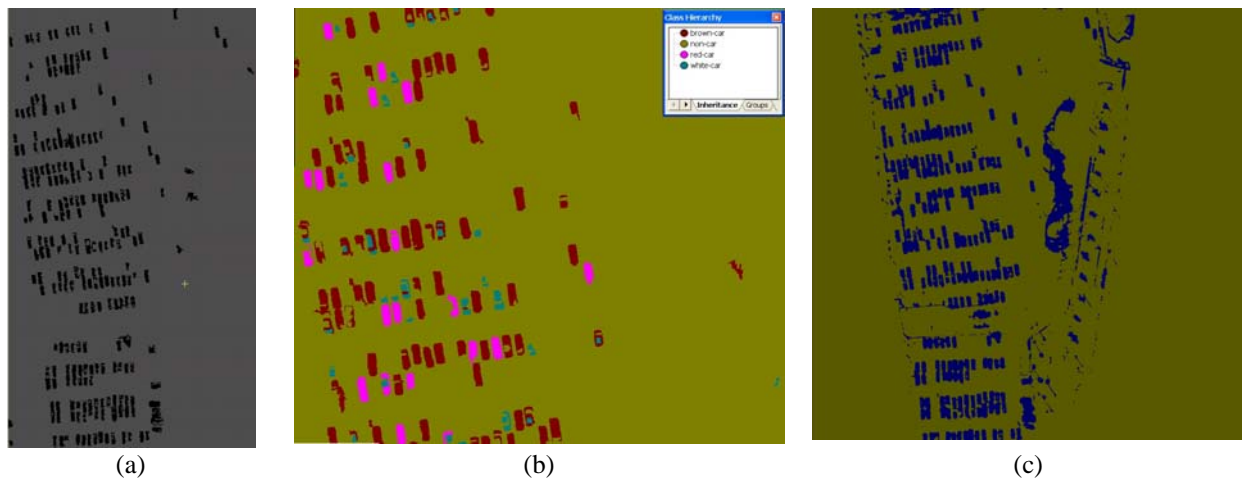 Class Hierarchy
brown-car
non-car
red-car
white-car
Inheritance
Groups
(a)
(b)
(c)